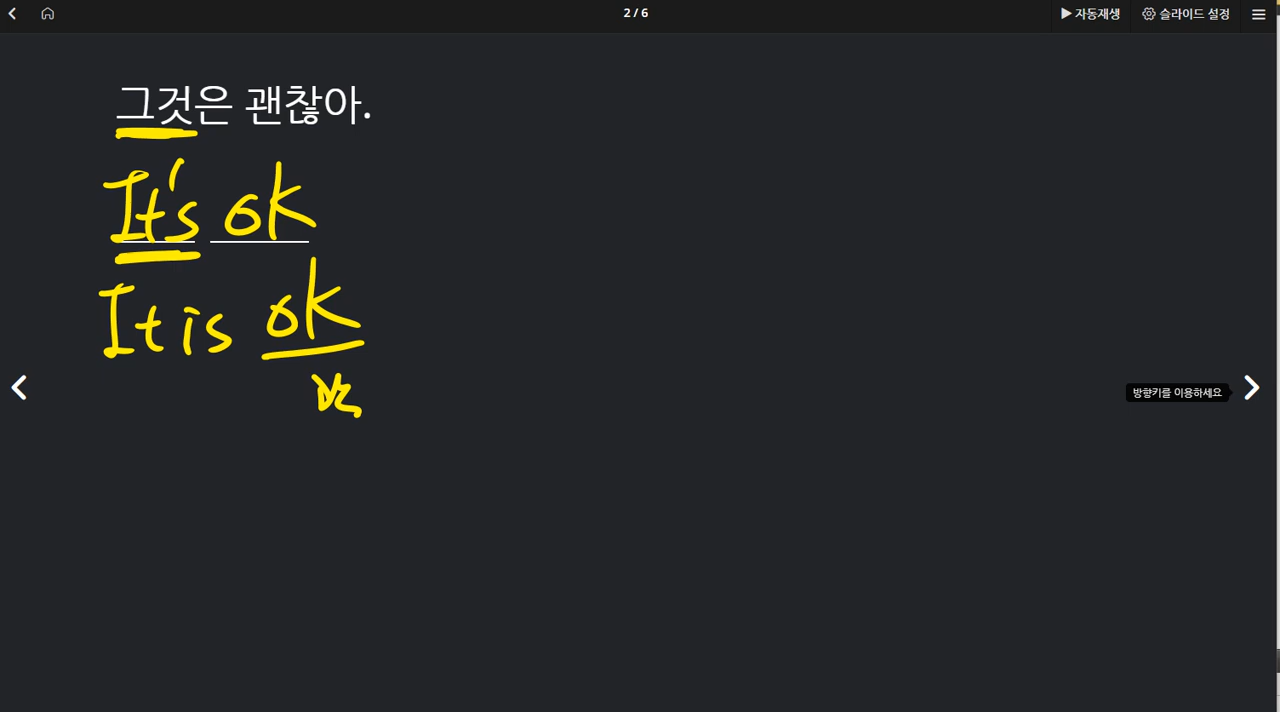 2 / 6
자동재생
슬라이드 설정
그것은 괜찮아.
It's ok
It is ok
방향키를 이용하세요